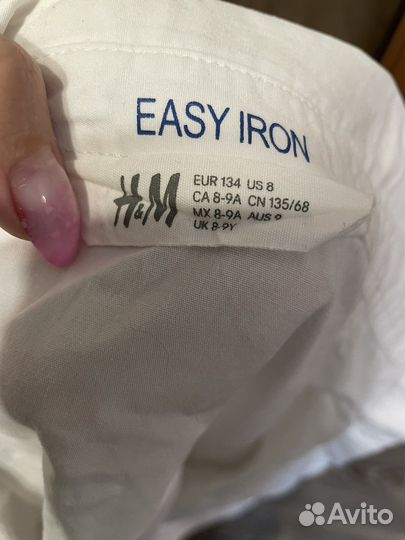 EASY IRON
H&M
EUR 134 US 8
CA 8-9A CN 135/68
MX 8-9A AUS 9
UK 8-9Y
Avito